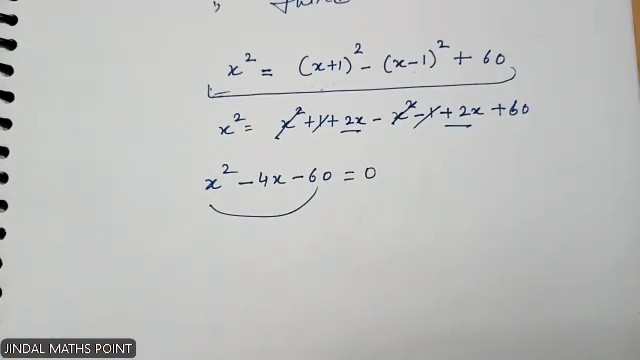 x² = (x+1)² - (x-1)² + 60
x² = x² + 1 + 2x - x² - 1 + 2x + 60
x² - 4x - 60 = 0
JINDAL MATHS POINT